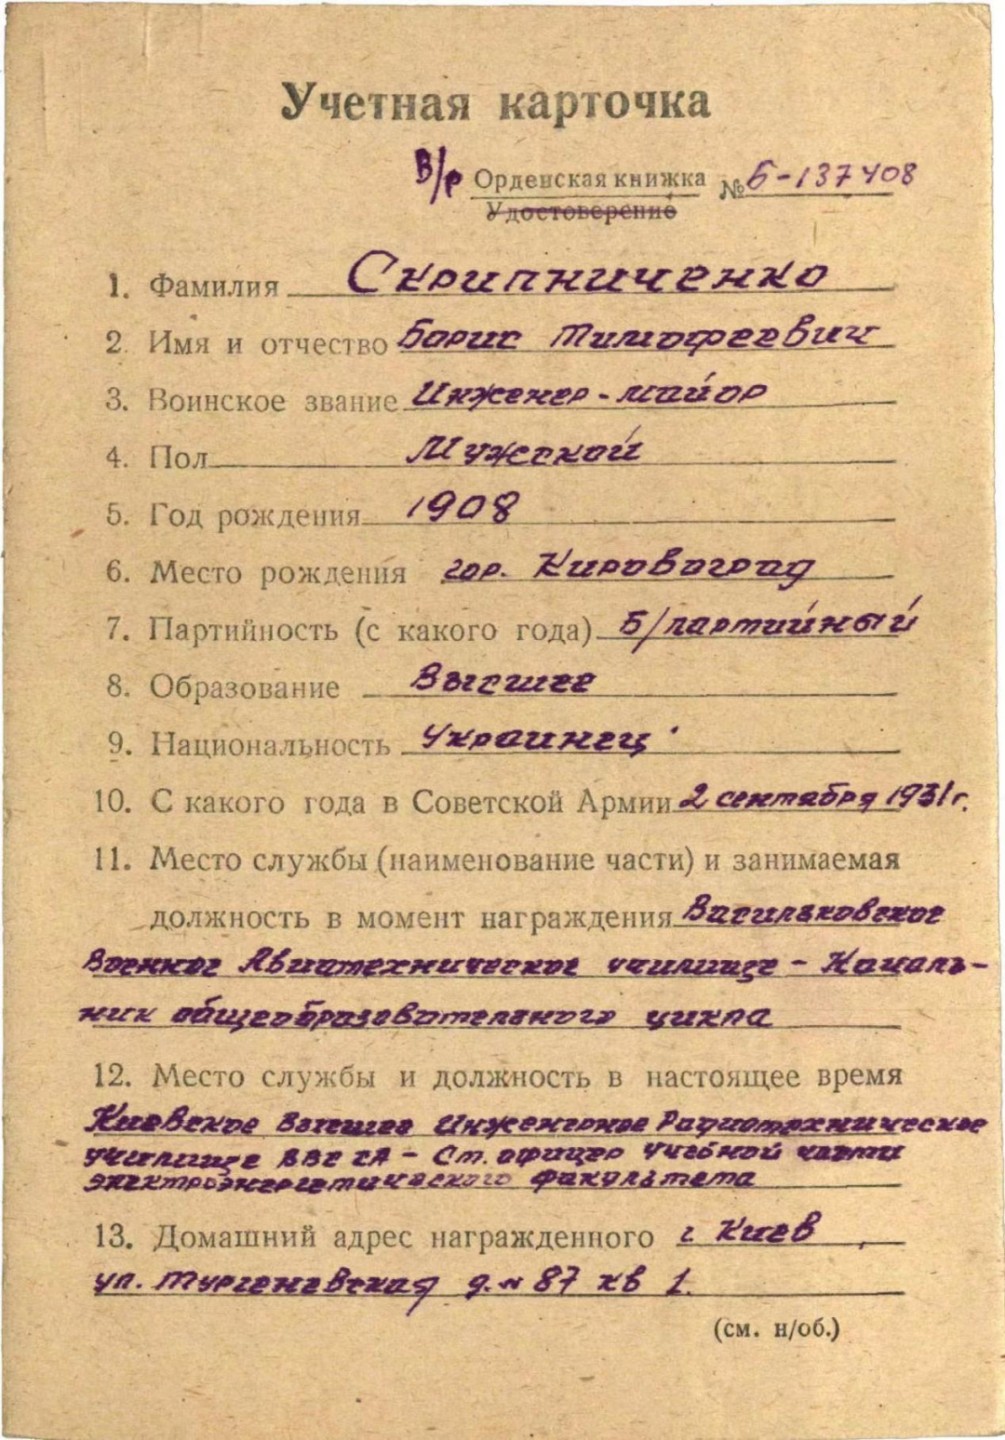 Учетная карточка
В/р Орденская книжка № Б-137408
Удостоверение
1. Фамилия Скрипниченко
2. Имя и отчество Борис Тимофеевич
3. Воинское звание Инженер-майор
4. Пол Мужской
5. Год рождения 1908
6. Место рождения гор. Кировоград
7. Партийность (с какого года) Б/партийный
8. Образование Высшее
9. Национальность Украинец
10. С какого года в Советской Армии 2 сентября 1931 г.
11. Место службы (наименование части) и занимаемая
должность в момент награждения Васильковское
Военное Авиатехническое училище - Началь-
ник общеобразовательного цикла
12. Место службы и должность в настоящее время
Киевское Высшее Инженерное Радиотехническое
училище ВВС СА - Ст. офицер учебной части
электроэнергетического факультета
13. Домашний адрес награжденного г Киев
ул. Тургеневская д. № 87 кв 1.
(см. н/об.)